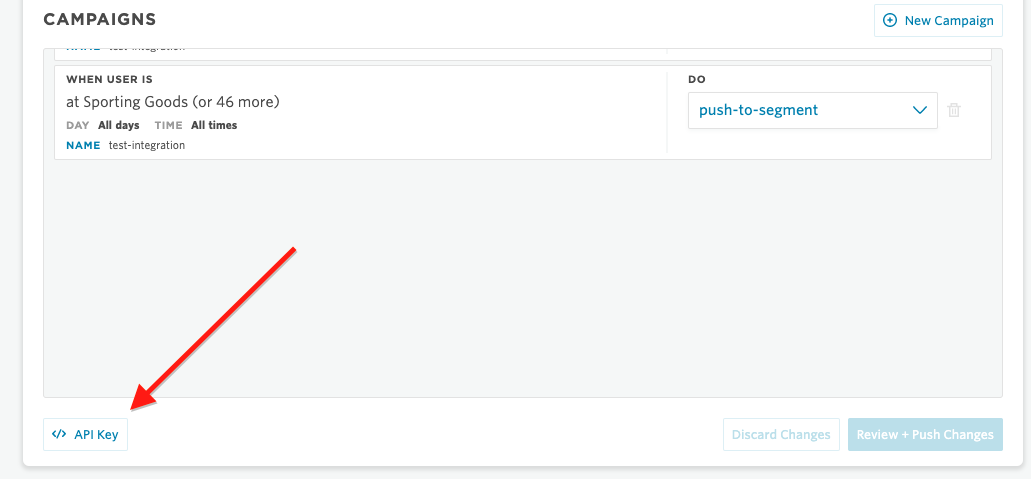 CAMPAIGNS
New Campaign
test-integration
WHEN USER IS
at Sporting Goods (or 46 more)
DAY All days TIME All times
NAME test-integration
DO
push-to-segment
</> API Key
Discard Changes
Review + Push Changes